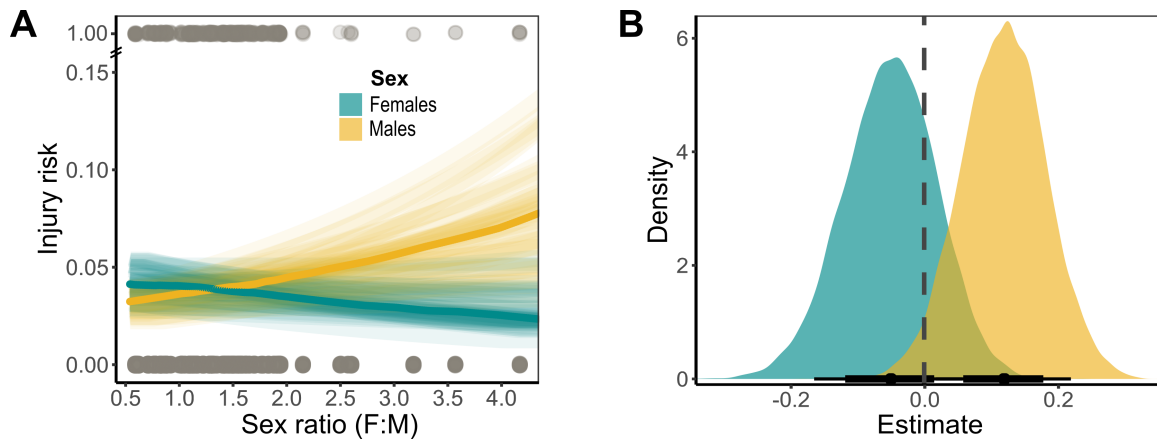 A
1.00
0.15
0.10
0.05
0.00
Injury risk
Sex
Females
Males
0.5 1.0 1.5 2.0 2.5 3.0 3.5 4.0
Sex ratio (F:M)
B
6
4
2
0
Density
-0.2 0.0 0.2
Estimate